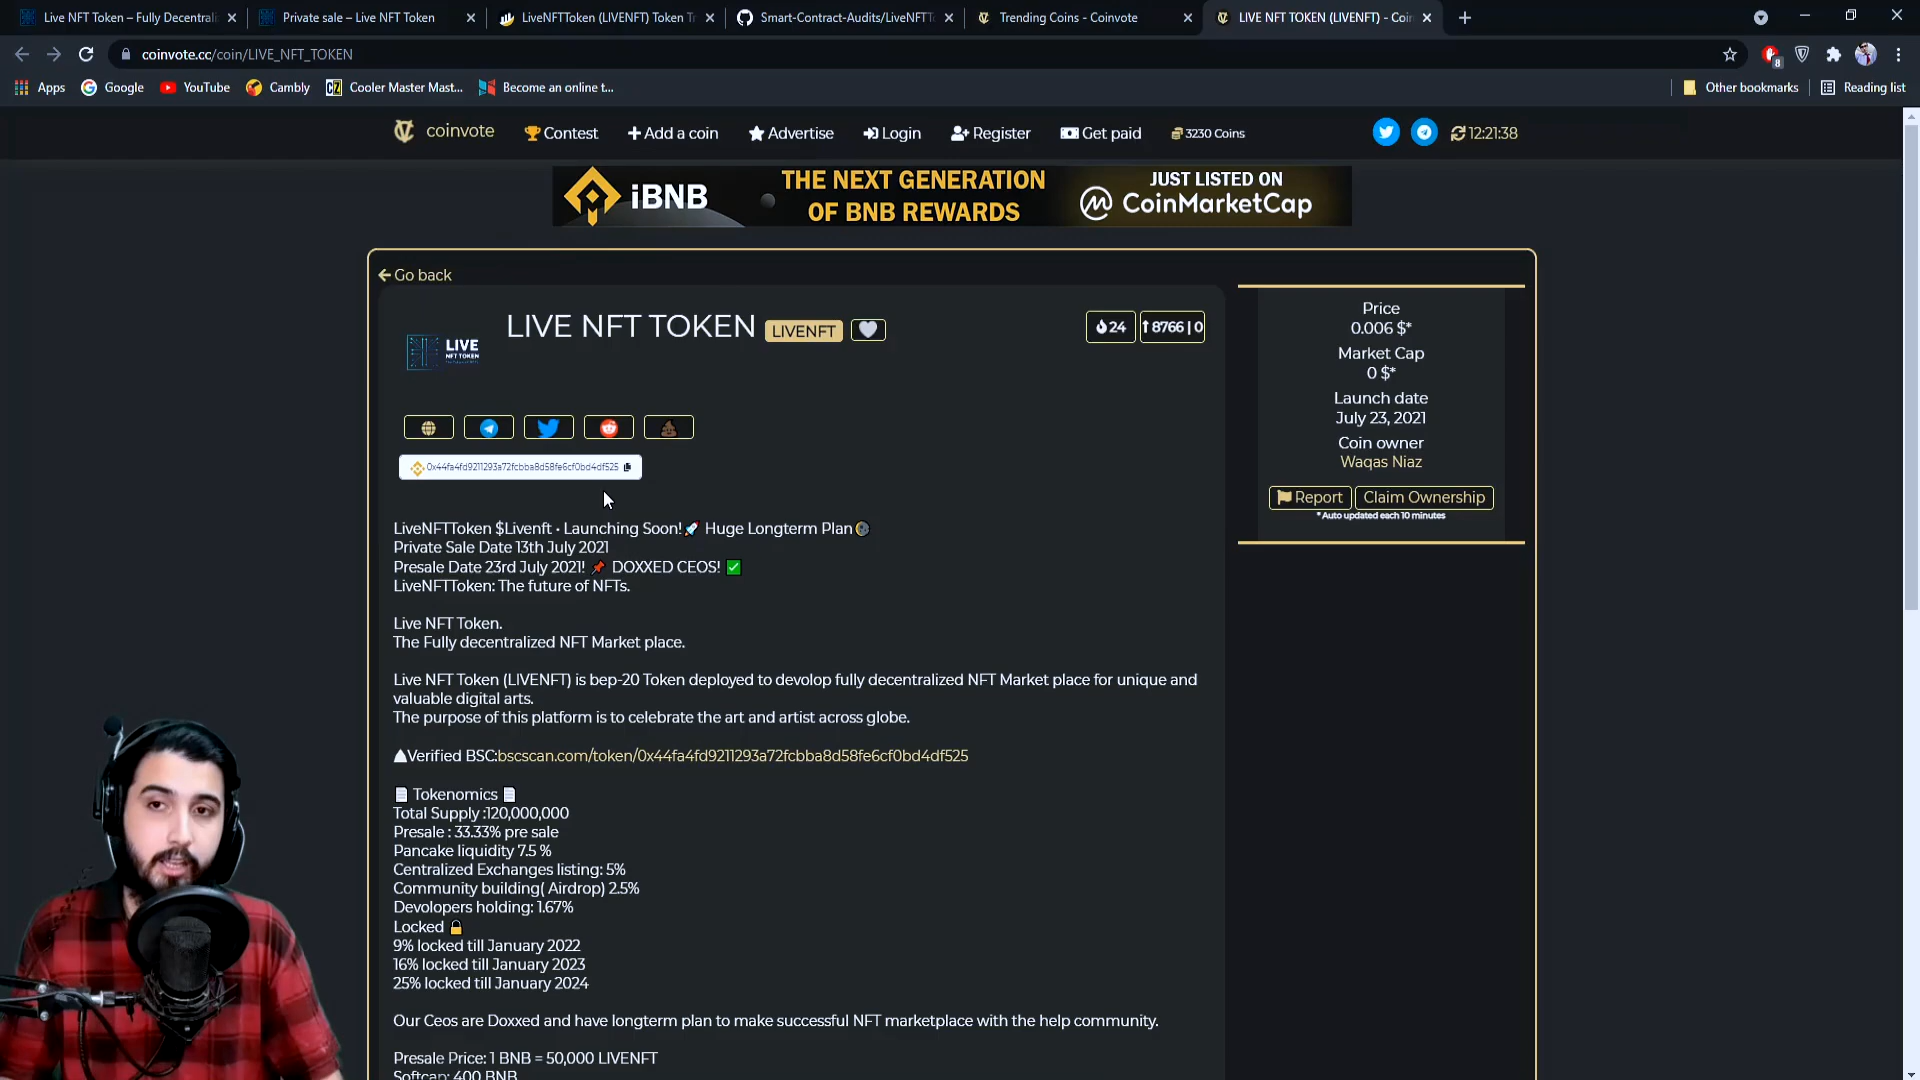 Live NFT Token – Fully Decentrali
Private sale – Live NFT Token
LiveNFTToken (LIVENFT) Token Tr
Smart-Contract-Audits/LiveNFTT
Trending Coins - Coinvote
LIVE NFT TOKEN (LIVENFT) - Coin
coinvote.cc/coin/LIVE_NFT_TOKEN
8
Apps
Google
YouTube
Cambly
Cooler Master Mast...
Become an online t...
Other bookmarks
Reading list
coinvote
Contest
Add a coin
Advertise
Login
Register
Get paid
3230 Coins
12:21:38
iBNB
THE NEXT GENERATION
OF BNB REWARDS
JUST LISTED ON
CoinMarketCap
Go back
LIVE
NFT TOKEN
LIVE NFT TOKEN
LIVENFT
24
8766 | 0
0x44fa4fd9211293a72fcbba8d58fe6cf0bd4df525
LiveNFTToken $Livenft • Launching Soon!🚀 Huge Longterm Plan🌗
Private Sale Date 13th July 2021
Presale Date 23rd July 2021! 📌 DOXXED CEOS! ✅
LiveNFTToken: The future of NFTs.
Live NFT Token.
The Fully decentralized NFT Market place.
Live NFT Token (LIVENFT) is bep-20 Token deployed to devolop fully decentralized NFT Market place for unique and
valuable digital arts.
The purpose of this platform is to celebrate the art and artist across globe.
Verified BSC:bscscan.com/token/0x44fa4fd9211293a72fcbba8d58fe6cf0bd4df525
📄 Tokenomics 📄
Total Supply :120,000,000
Presale : 33.33% pre sale
Pancake liquidity 7.5 %
Centralized Exchanges listing: 5%
Community building( Airdrop) 2.5%
Devolopers holding: 1.67%
Locked 🔒
9% locked till January 2022
16% locked till January 2023
25% locked till January 2024
Our Ceos are Doxxed and have longterm plan to make successful NFT marketplace with the help community.
Presale Price: 1 BNB = 50,000 LIVENFT
Softcap: 400 BNB
Price
0.006 $*
Market Cap
0 $*
Launch date
July 23, 2021
Coin owner
Waqas Niaz
Report
Claim Ownership
* Auto updated each 10 minutes